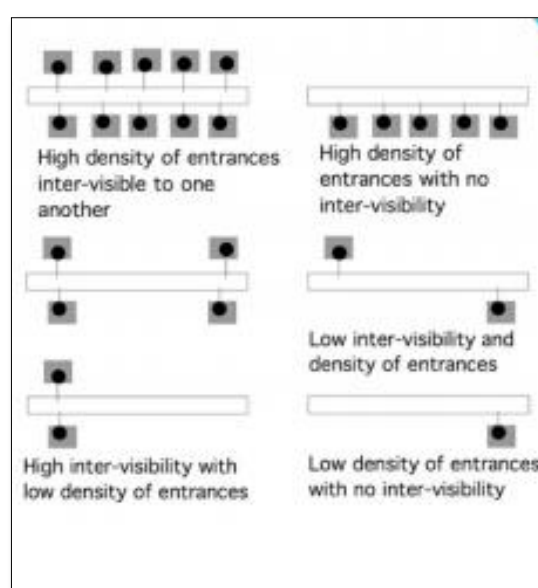 High density of entrances
inter-visible to one
another
High density of
entrances with no
inter-visibility
Low inter-visibility and
density of entrances
High inter-visibility with
low density of entrances
Low density of entrances
with no inter-visibility